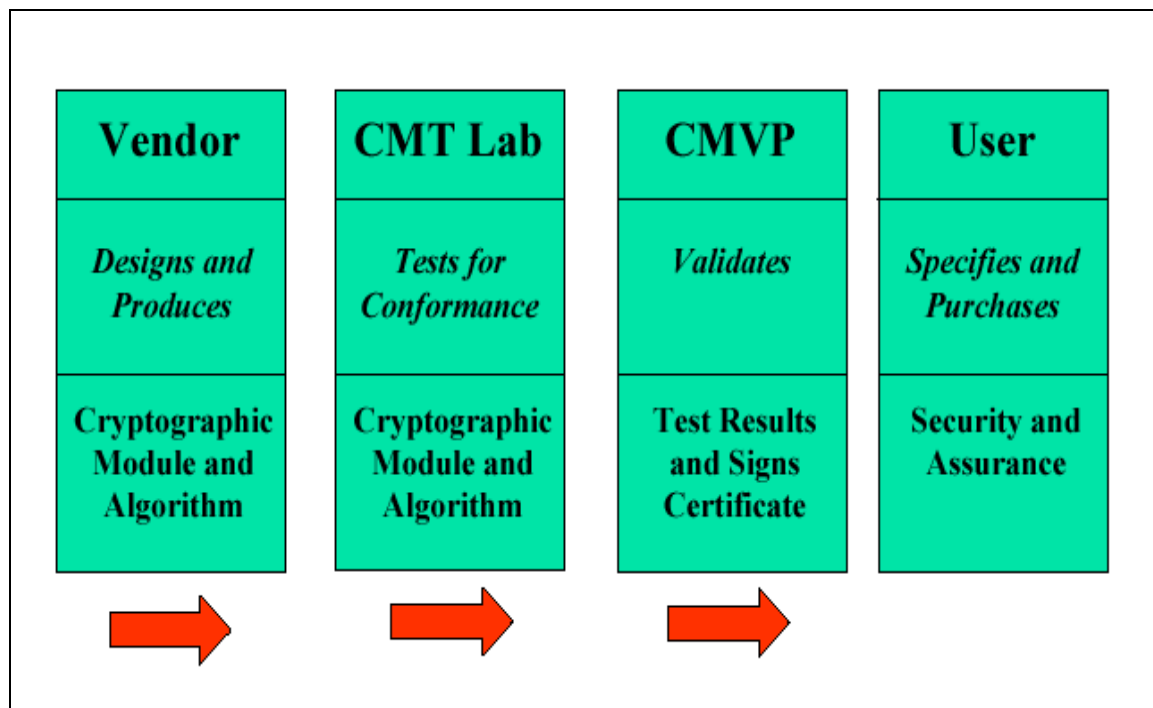 Vendor
Designs and
Produces
Cryptographic
Module and
Algorithm
CMT Lab
Tests for
Conformance
Cryptographic
Module and
Algorithm
CMVP
Validates
Test Results
and Signs
Certificate
User
Specifies and
Purchases
Security and
Assurance